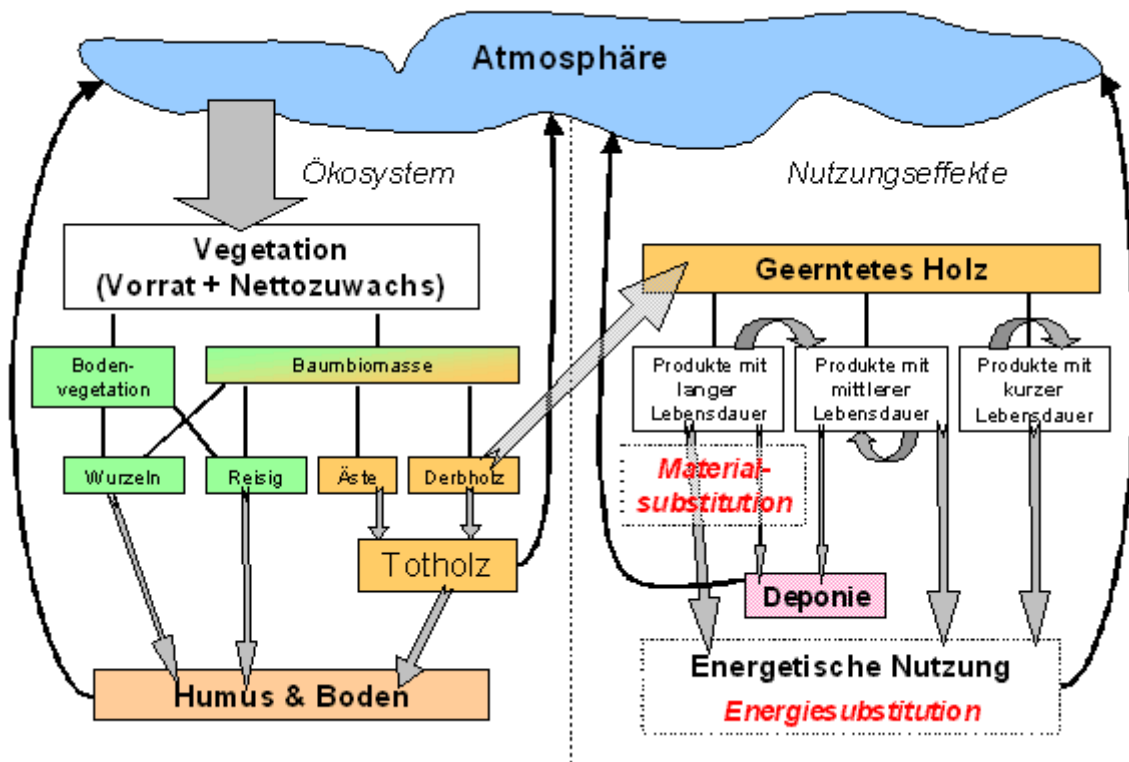 Atmosphäre
Ökosystem
Nutzungseffekte
Vegetation
(Vorrat + Nettozuwachs)
Geerntetes Holz
Boden-
vegetation
Baumbiomasse
Produkte mit
langer
Lebensdauer
Produkte mit
mittlerer
Lebensdauer
Produkte mit
kurzer
Lebensdauer
Wurzeln
Reisig
Äste
Derbholz
Material-
substitution
Totholz
Deponie
Humus & Boden
Energetische Nutzung
Energiesubstitution